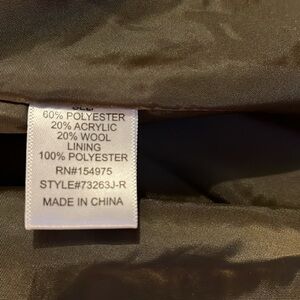 60% POLYESTER
20% ACRYLIC
20% WOOL
LINING
100% POLYESTER
RN#154975
STYLE#73263J-R
MADE IN CHINA